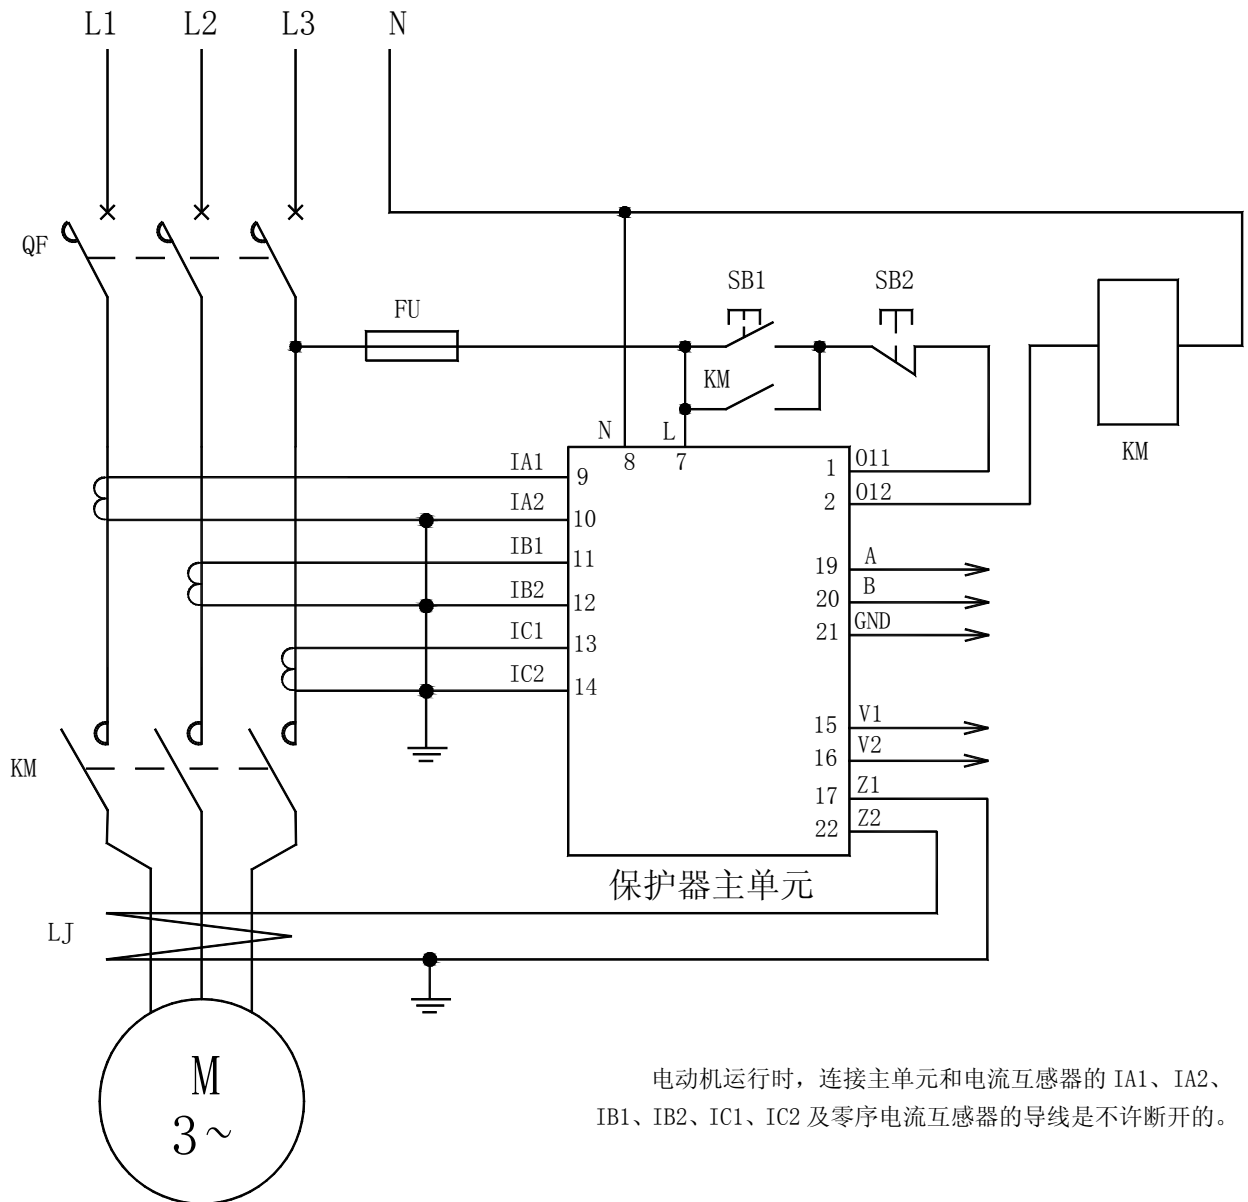 L1 L2 L3 N
QF
SB1 SB2
FU
KM
N L
8 7
KM
IA1 9
IA2 10
IB1 11
IB2 12
IC1 13
IC2 14
1 O11
2 O12
19 A
20 B
21 GND
15 V1
16 V2
17 Z1
22 Z2
KM
保护器主单元
LJ
M
3~
电动机运行时，连接主单元和电流互感器的 IA1、IA2、
IB1、IB2、IC1、IC2 及零序电流互感器的导线是不许断开的。